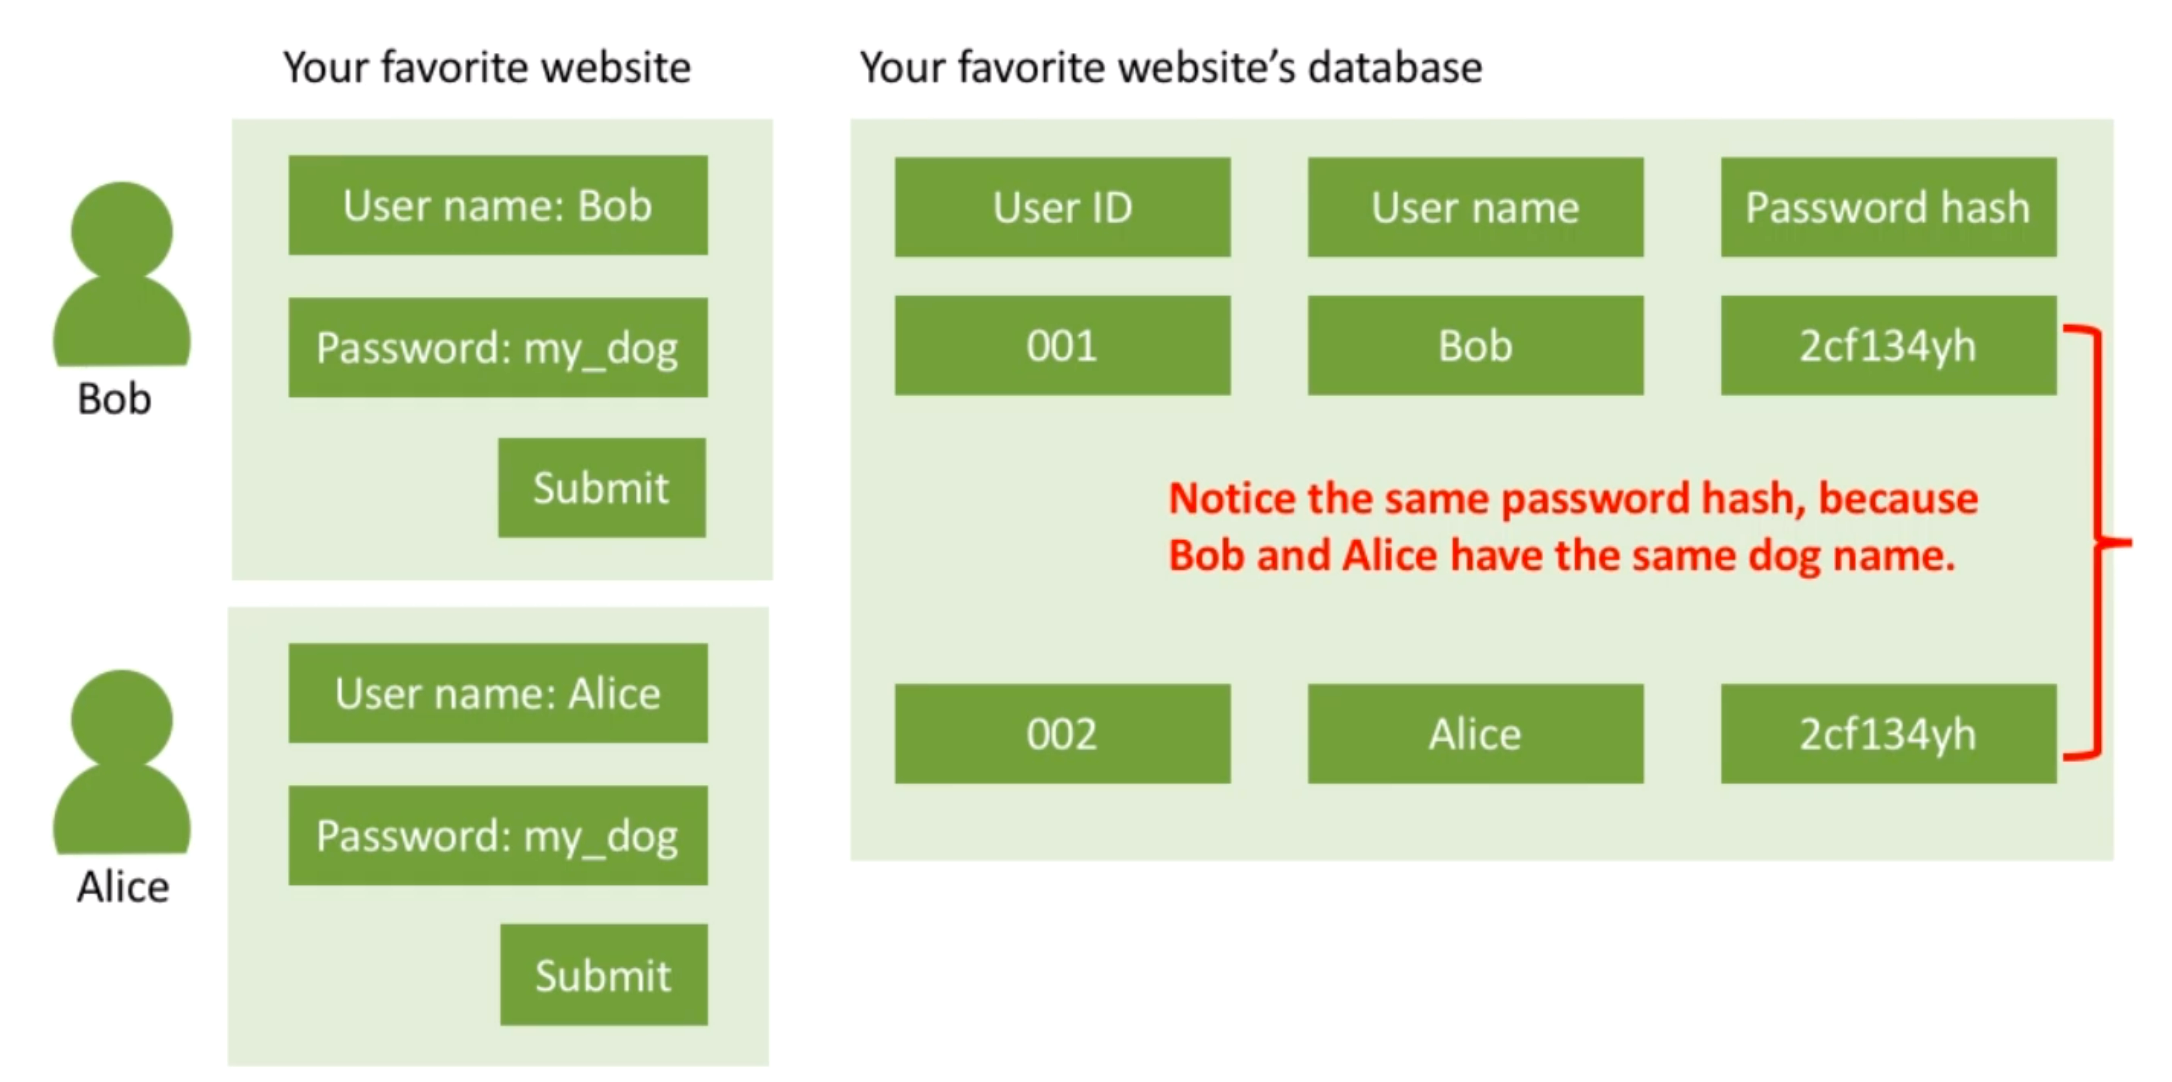 Your favorite website
User name: Bob
Password: my_dog
Submit
Bob
User name: Alice
Password: my_dog
Submit
Alice
Your favorite website’s database
User ID User name Password hash
001 Bob 2cf134yh
Notice the same password hash, because
Bob and Alice have the same dog name.
002 Alice 2cf134yh